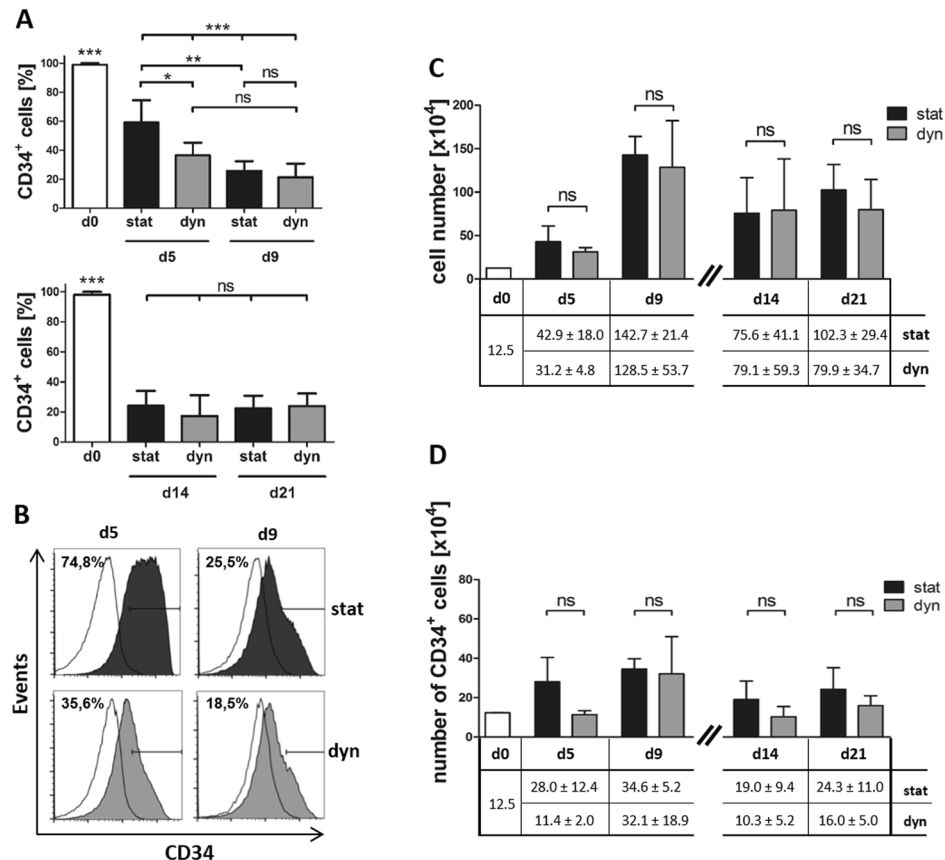 A
CD34+ cells [%]
100
80
60
40
20
0
***
***
**
ns
*
ns
d0
stat
dyn
stat
dyn
d5
d9
CD34+ cells [%]
100
80
60
40
20
0
***
ns
d0
stat
dyn
stat
dyn
d14
d21
B
d5
d9
74,8%
25,5%
stat
35,6%
18,5%
dyn
Events
CD34
C
cell number [x10⁴]
200
150
100
50
0
ns
ns
ns
ns
stat
dyn
d0 d5 d9 d14 d21
12.5
42.9 ± 18.0 142.7 ± 21.4 75.6 ± 41.1 102.3 ± 29.4 stat
31.2 ± 4.8 128.5 ± 53.7 79.1 ± 59.3 79.9 ± 34.7 dyn
D
number of CD34+ cells [x10⁴]
80
60
40
20
0
ns
ns
ns
ns
stat
dyn
d0 d5 d9 d14 d21
12.5
28.0 ± 12.4 34.6 ± 5.2 19.0 ± 9.4 24.3 ± 11.0 stat
11.4 ± 2.0 32.1 ± 18.9 10.3 ± 5.2 16.0 ± 5.0 dyn